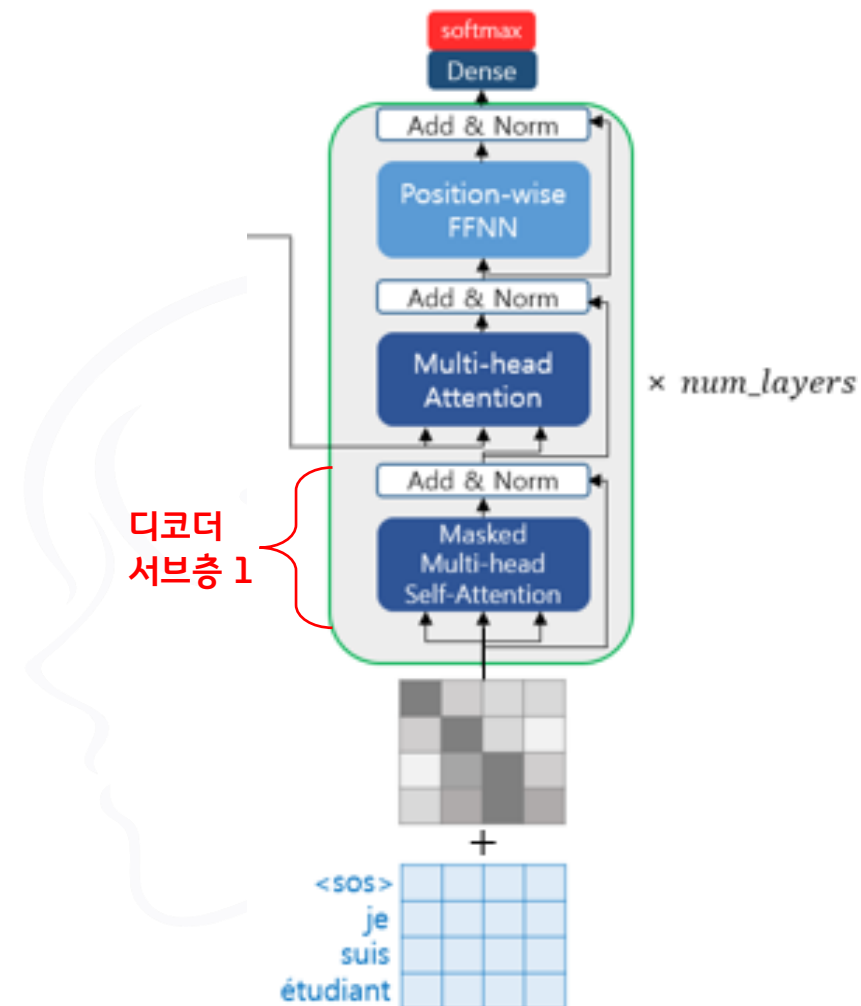 softmax
Dense
Add & Norm
Position-wise
FFNN
Add & Norm
Multi-head
Attention
× num_layers
Add & Norm
디코더
서브층 1
Masked
Multi-head
Self-Attention
+
<sos>
je
suis
étudiant